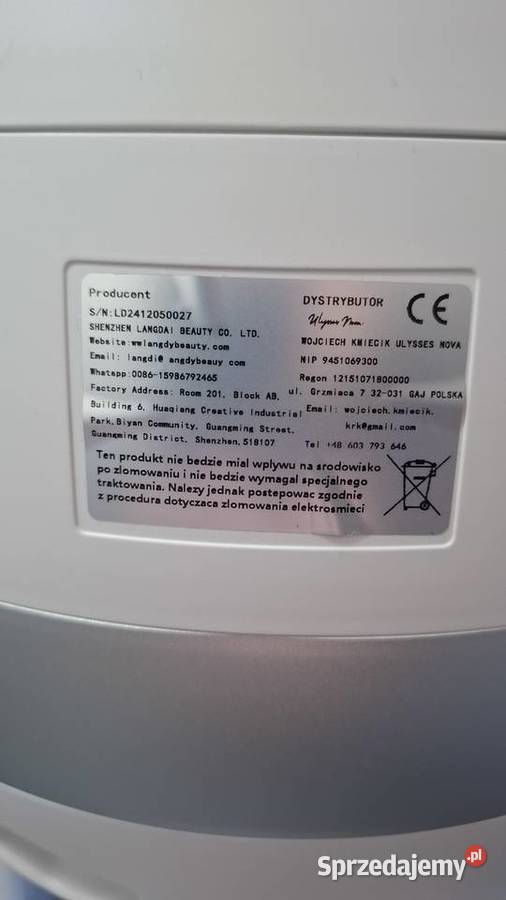 Producent
S/N:LD2412050027
SHENZHEN LANGDAI BEAUTY CO. LTD.
Website:wwlangdybeauty.com
Email: langdi@ angdybeauy com
Whatspp:0086-15986792465
Factory Address: Room 201, Block AB,
Building 6, Huaqiang Creative Industrial
Park,Biyan Community, Guangming Street,
Guangming District, Shenzhen,518107
DYSTRYBUTOR
CE
Ulysses Nova
WOJCIECH KMIECIK ULYSSES NOVA
NIP 9451069300
Regon 12151071800000
ul. Grzmiaca 7 32-031 GAJ POLSKA
Email: wojciech.kmiecik.
krk@gmail.com
Tel +48 603 793 646
Ten produkt nie bedzie mial wplywu na srodowisko
po zlomowaniu i nie bedzie wymagal specjalnego
traktowania. Nalezy jednak postepowac zgodnie
z procedura dotyczaca zlomowania elektrosmieci
Sprzedajemy.pl